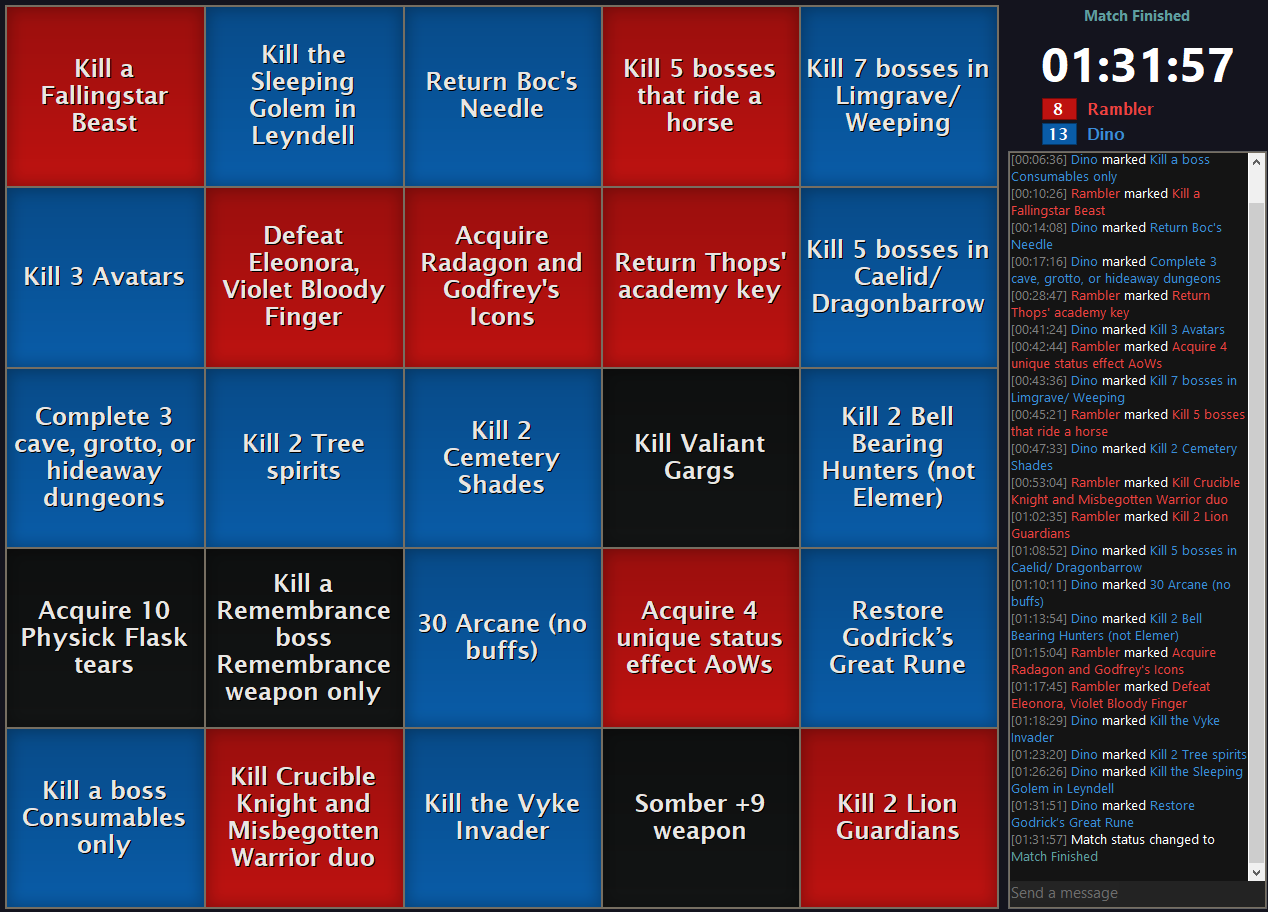 Kill a
Fallingstar
Beast
Kill the
Sleeping
Golem in
Leyndell
Return Boc's
Needle
Kill 5 bosses
that ride a
horse
Kill 7 bosses in
Limgrave/
Weeping
Kill 3 Avatars
Defeat
Eleonora,
Violet Bloody
Finger
Acquire
Radagon and
Godfrey's
Icons
Return Thops'
academy key
Kill 5 bosses in
Caelid/
Dragonbarrow
Complete 3
cave, grotto, or
hideaway
dungeons
Kill 2 Tree
spirits
Kill 2
Cemetery
Shades
Kill Valiant
Gargs
Kill 2 Bell
Bearing
Hunters (not
Elemer)
Acquire 10
Physick Flask
tears
Kill a
Remembrance
boss
Remembrance
weapon only
30 Arcane (no
buffs)
Acquire 4
unique status
effect AoWs
Restore
Godrick’s
Great Rune
Kill a boss
Consumables
only
Kill Crucible
Knight and
Misbegotten
Warrior duo
Kill the Vyke
Invader
Somber +9
weapon
Kill 2 Lion
Guardians
Match Finished
01:31:57
8 Rambler
13 Dino
[00:06:36] Dino marked Kill a boss
Consumables only
[00:10:26] Rambler marked Kill a
Fallingstar Beast
[00:14:08] Dino marked Return Boc's
Needle
[00:17:16] Dino marked Complete 3
cave, grotto, or hideaway dungeons
[00:28:47] Rambler marked Return
Thops' academy key
[00:41:24] Dino marked Kill 3 Avatars
[00:42:44] Rambler marked Acquire 4
unique status effect AoWs
[00:43:36] Dino marked Kill 7 bosses in
Limgrave/ Weeping
[00:45:21] Rambler marked Kill 5 bosses
that ride a horse
[00:47:33] Dino marked Kill 2 Cemetery
Shades
[00:53:04] Rambler marked Kill Crucible
Knight and Misbegotten Warrior duo
[01:02:35] Rambler marked Kill 2 Lion
Guardians
[01:08:52] Dino marked Kill 5 bosses in
Caelid/ Dragonbarrow
[01:10:11] Dino marked 30 Arcane (no
buffs)
[01:13:54] Dino marked Kill 2 Bell
Bearing Hunters (not Elemer)
[01:15:04] Rambler marked Acquire
Radagon and Godfrey's Icons
[01:17:45] Rambler marked Defeat
Eleonora, Violet Bloody Finger
[01:18:29] Dino marked Kill the Vyke
Invader
[01:23:20] Dino marked Kill 2 Tree spirits
[01:26:26] Dino marked Kill the Sleeping
Golem in Leyndell
[01:31:51] Dino marked Restore
Godrick's Great Rune
[01:31:57] Match status changed to
Match Finished
Send a message